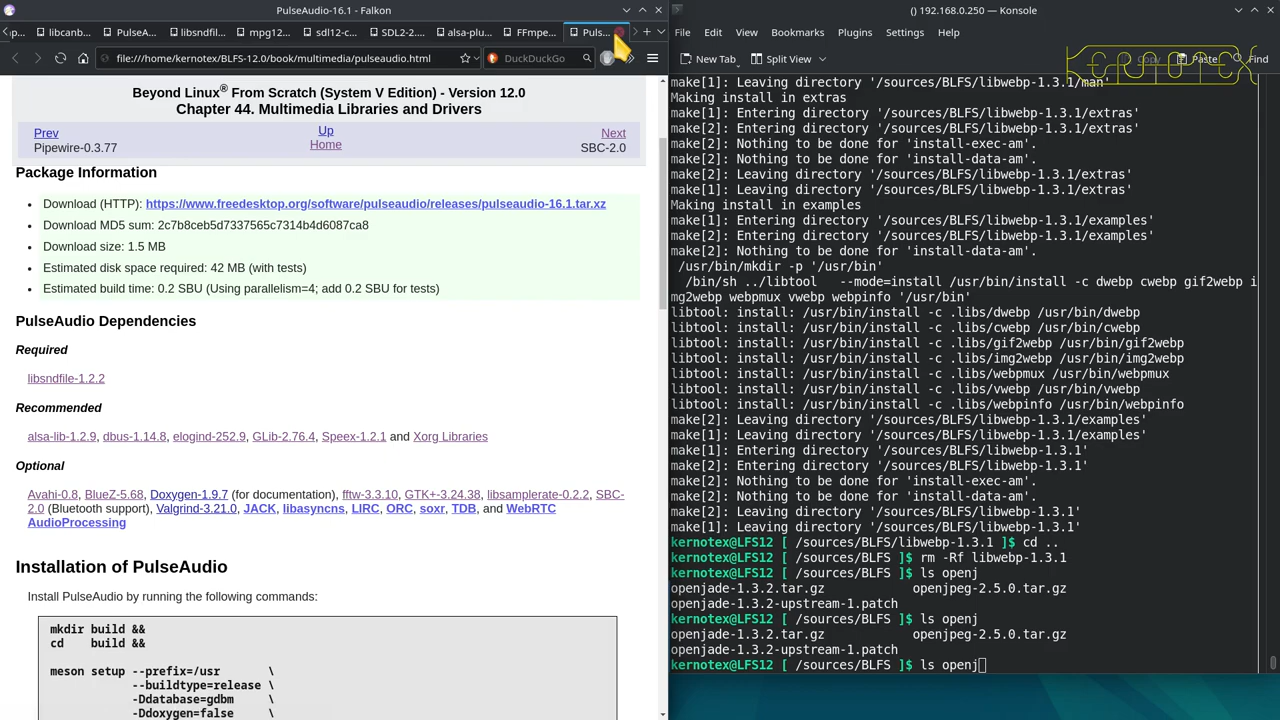 PulseAudio-16.1 — Falkon
p...
libcanb...
PulseA...
libsndfil...
mpg12...
sdl12-c...
SDL2-2....
alsa-plu...
FFmpe...
Puls...
file:///home/kernotex/BLFS-12.0/book/multimedia/pulseaudio.html
DuckDuckGo
Beyond Linux® From Scratch (System V Edition) - Version 12.0
Chapter 44. Multimedia Libraries and Drivers
Prev Up Next
Pipewire-0.3.77 Home SBC-2.0
Package Information
• Download (HTTP): https://www.freedesktop.org/software/pulseaudio/releases/pulseaudio-16.1.tar.xz
• Download MD5 sum: 2c7b8ceb5d7337565c7314b4d6087ca8
• Download size: 1.5 MB
• Estimated disk space required: 42 MB (with tests)
• Estimated build time: 0.2 SBU (Using parallelism=4; add 0.2 SBU for tests)
PulseAudio Dependencies
Required
libsndfile-1.2.2
Recommended
alsa-lib-1.2.9, dbus-1.14.8, elogind-252.9, GLib-2.76.4, Speex-1.2.1 and Xorg Libraries
Optional
Avahi-0.8, BlueZ-5.68, Doxygen-1.9.7 (for documentation), fftw-3.3.10, GTK+-3.24.38, libsamplerate-0.2.2, SBC-
2.0 (Bluetooth support), Valgrind-3.21.0, JACK, libasyncns, LIRC, ORC, soxr, TDB, and WebRTC
AudioProcessing
Installation of PulseAudio
Install PulseAudio by running the following commands:
mkdir build &&
cd    build &&
meson setup --prefix=/usr       \
            --buildtype=release \
            -Ddatabase=gdbm     \
            -Ddoxygen=false     \
() 192.168.0.250 — Konsole
File Edit View Bookmarks Plugins Settings Help
New Tab Split View Copy Paste Find
KERNOTEX
make[1]: Leaving directory '/sources/BLFS/libwebp-1.3.1/man'
Making install in extras
make[1]: Entering directory '/sources/BLFS/libwebp-1.3.1/extras'
make[2]: Entering directory '/sources/BLFS/libwebp-1.3.1/extras'
make[2]: Nothing to be done for 'install-exec-am'.
make[2]: Nothing to be done for 'install-data-am'.
make[2]: Leaving directory '/sources/BLFS/libwebp-1.3.1/extras'
make[1]: Leaving directory '/sources/BLFS/libwebp-1.3.1/extras'
Making install in examples
make[1]: Entering directory '/sources/BLFS/libwebp-1.3.1/examples'
make[2]: Entering directory '/sources/BLFS/libwebp-1.3.1/examples'
make[2]: Nothing to be done for 'install-data-am'.
/usr/bin/mkdir -p '/usr/bin'
/bin/sh ../libtool   --mode=install /usr/bin/install -c dwebp cwebp gif2webp i
mg2webp webpmux vwebp webpinfo '/usr/bin'
libtool: install: /usr/bin/install -c .libs/dwebp /usr/bin/dwebp
libtool: install: /usr/bin/install -c .libs/cwebp /usr/bin/cwebp
libtool: install: /usr/bin/install -c .libs/gif2webp /usr/bin/gif2webp
libtool: install: /usr/bin/install -c .libs/img2webp /usr/bin/img2webp
libtool: install: /usr/bin/install -c .libs/webpmux /usr/bin/webpmux
libtool: install: /usr/bin/install -c .libs/vwebp /usr/bin/vwebp
libtool: install: /usr/bin/install -c .libs/webpinfo /usr/bin/webpinfo
make[2]: Leaving directory '/sources/BLFS/libwebp-1.3.1/examples'
make[1]: Leaving directory '/sources/BLFS/libwebp-1.3.1/examples'
make[1]: Entering directory '/sources/BLFS/libwebp-1.3.1'
make[2]: Entering directory '/sources/BLFS/libwebp-1.3.1'
make[2]: Nothing to be done for 'install-exec-am'.
make[2]: Nothing to be done for 'install-data-am'.
make[2]: Leaving directory '/sources/BLFS/libwebp-1.3.1'
make[1]: Leaving directory '/sources/BLFS/libwebp-1.3.1'
kernotex@LFS12 [ /sources/BLFS/libwebp-1.3.1 ]$ cd ..
kernotex@LFS12 [ /sources/BLFS ]$ rm -Rf libwebp-1.3.1
kernotex@LFS12 [ /sources/BLFS ]$ ls openj
openjade-1.3.2.tar.gz            openjpeg-2.5.0.tar.gz
openjade-1.3.2-upstream-1.patch
kernotex@LFS12 [ /sources/BLFS ]$ ls openj
openjade-1.3.2.tar.gz            openjpeg-2.5.0.tar.gz
openjade-1.3.2-upstream-1.patch
kernotex@LFS12 [ /sources/BLFS ]$ ls openj